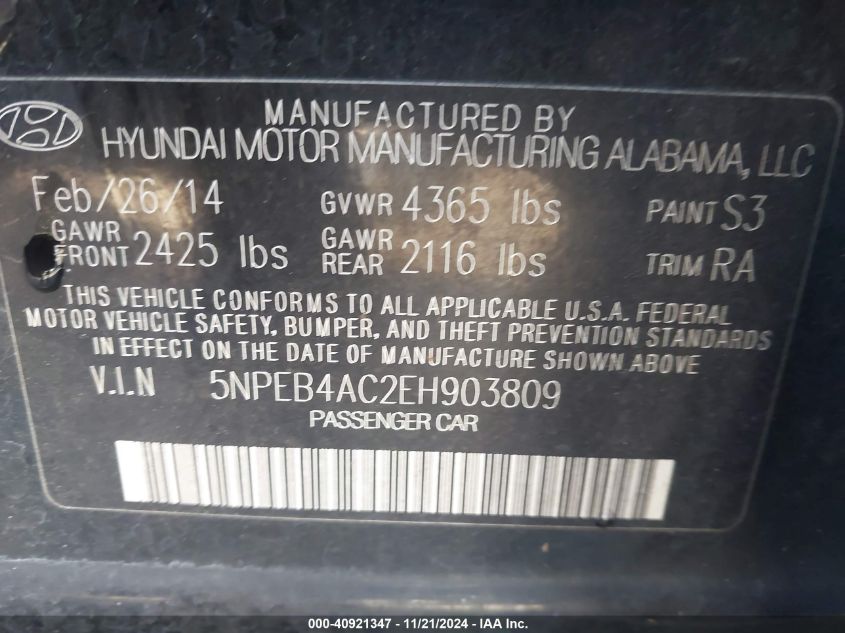 MANUFACTURED BY
HYUNDAI MOTOR MANUFACTURING ALABAMA, LLC
Feb/26/14 GVWR 4365 lbs PAINT S3
GAWR FRONT 2425 lbs GAWR REAR 2116 lbs TRIM RA
THIS VEHICLE CONFORMS TO ALL APPLICABLE U.S.A. FEDERAL
MOTOR VEHICLE SAFETY, BUMPER, AND THEFT PREVENTION STANDARDS
IN EFFECT ON THE DATE OF MANUFACTURE SHOWN ABOVE
V.I.N 5NPEB4AC2EH903809
PASSENGER CAR
000-40921347 - 11/21/2024 - IAA Inc.